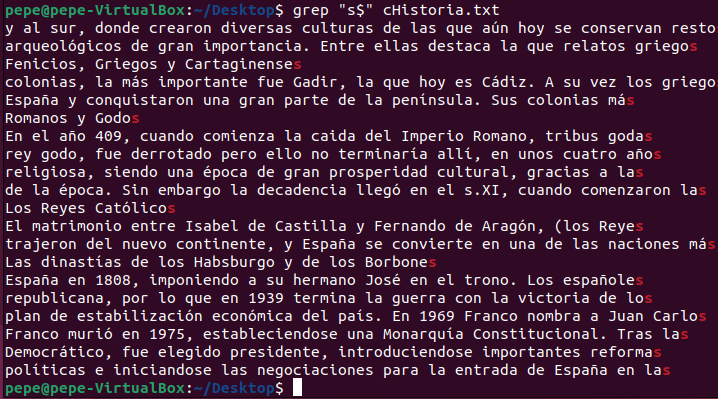 pepe@pepe-VirtualBox:~/Desktop$ grep "s$" cHistoria.txt
y al sur, donde crearon diversas culturas de las que aún hoy se conservan resto
arqueológicos de gran importancia. Entre ellas destaca la que relatos griegos
Fenicios, Griegos y Cartaginenses
colonias, la más importante fue Gadir, la que hoy es Cádiz. A su vez los griego
España y conquistaron una gran parte de la península. Sus colonias más
Romanos y Godos
En el año 409, cuando comienza la caida del Imperio Romano, tribus godas
rey godo, fue derrotado pero ello no terminaría allí, en unos cuatro años
religiosa, siendo una época de gran prosperidad cultural, gracias a las
de la época. Sin embargo la decadencia llegó en el s.XI, cuando comenzaron las
Los Reyes Católicos
El matrimonio entre Isabel de Castilla y Fernando de Aragón, (los Reyes
trajeron del nuevo continente, y España se convierte en una de las naciones más
Las dinastías de los Habsburgo y de los Borbones
España en 1808, imponiendo a su hermano José en el trono. Los españoles
republicana, por lo que en 1939 termina la guerra con la victoria de los
plan de estabilización económica del país. En 1969 Franco nombra a Juan Carlos
Franco murió en 1975, estableciendose una Monarquía Constitucional. Tras las
Democrático, fue elegido presidente, introduciendose importantes reformas
políticas e iniciandose las negociaciones para la entrada de España en las
pepe@pepe-VirtualBox:~/Desktop$